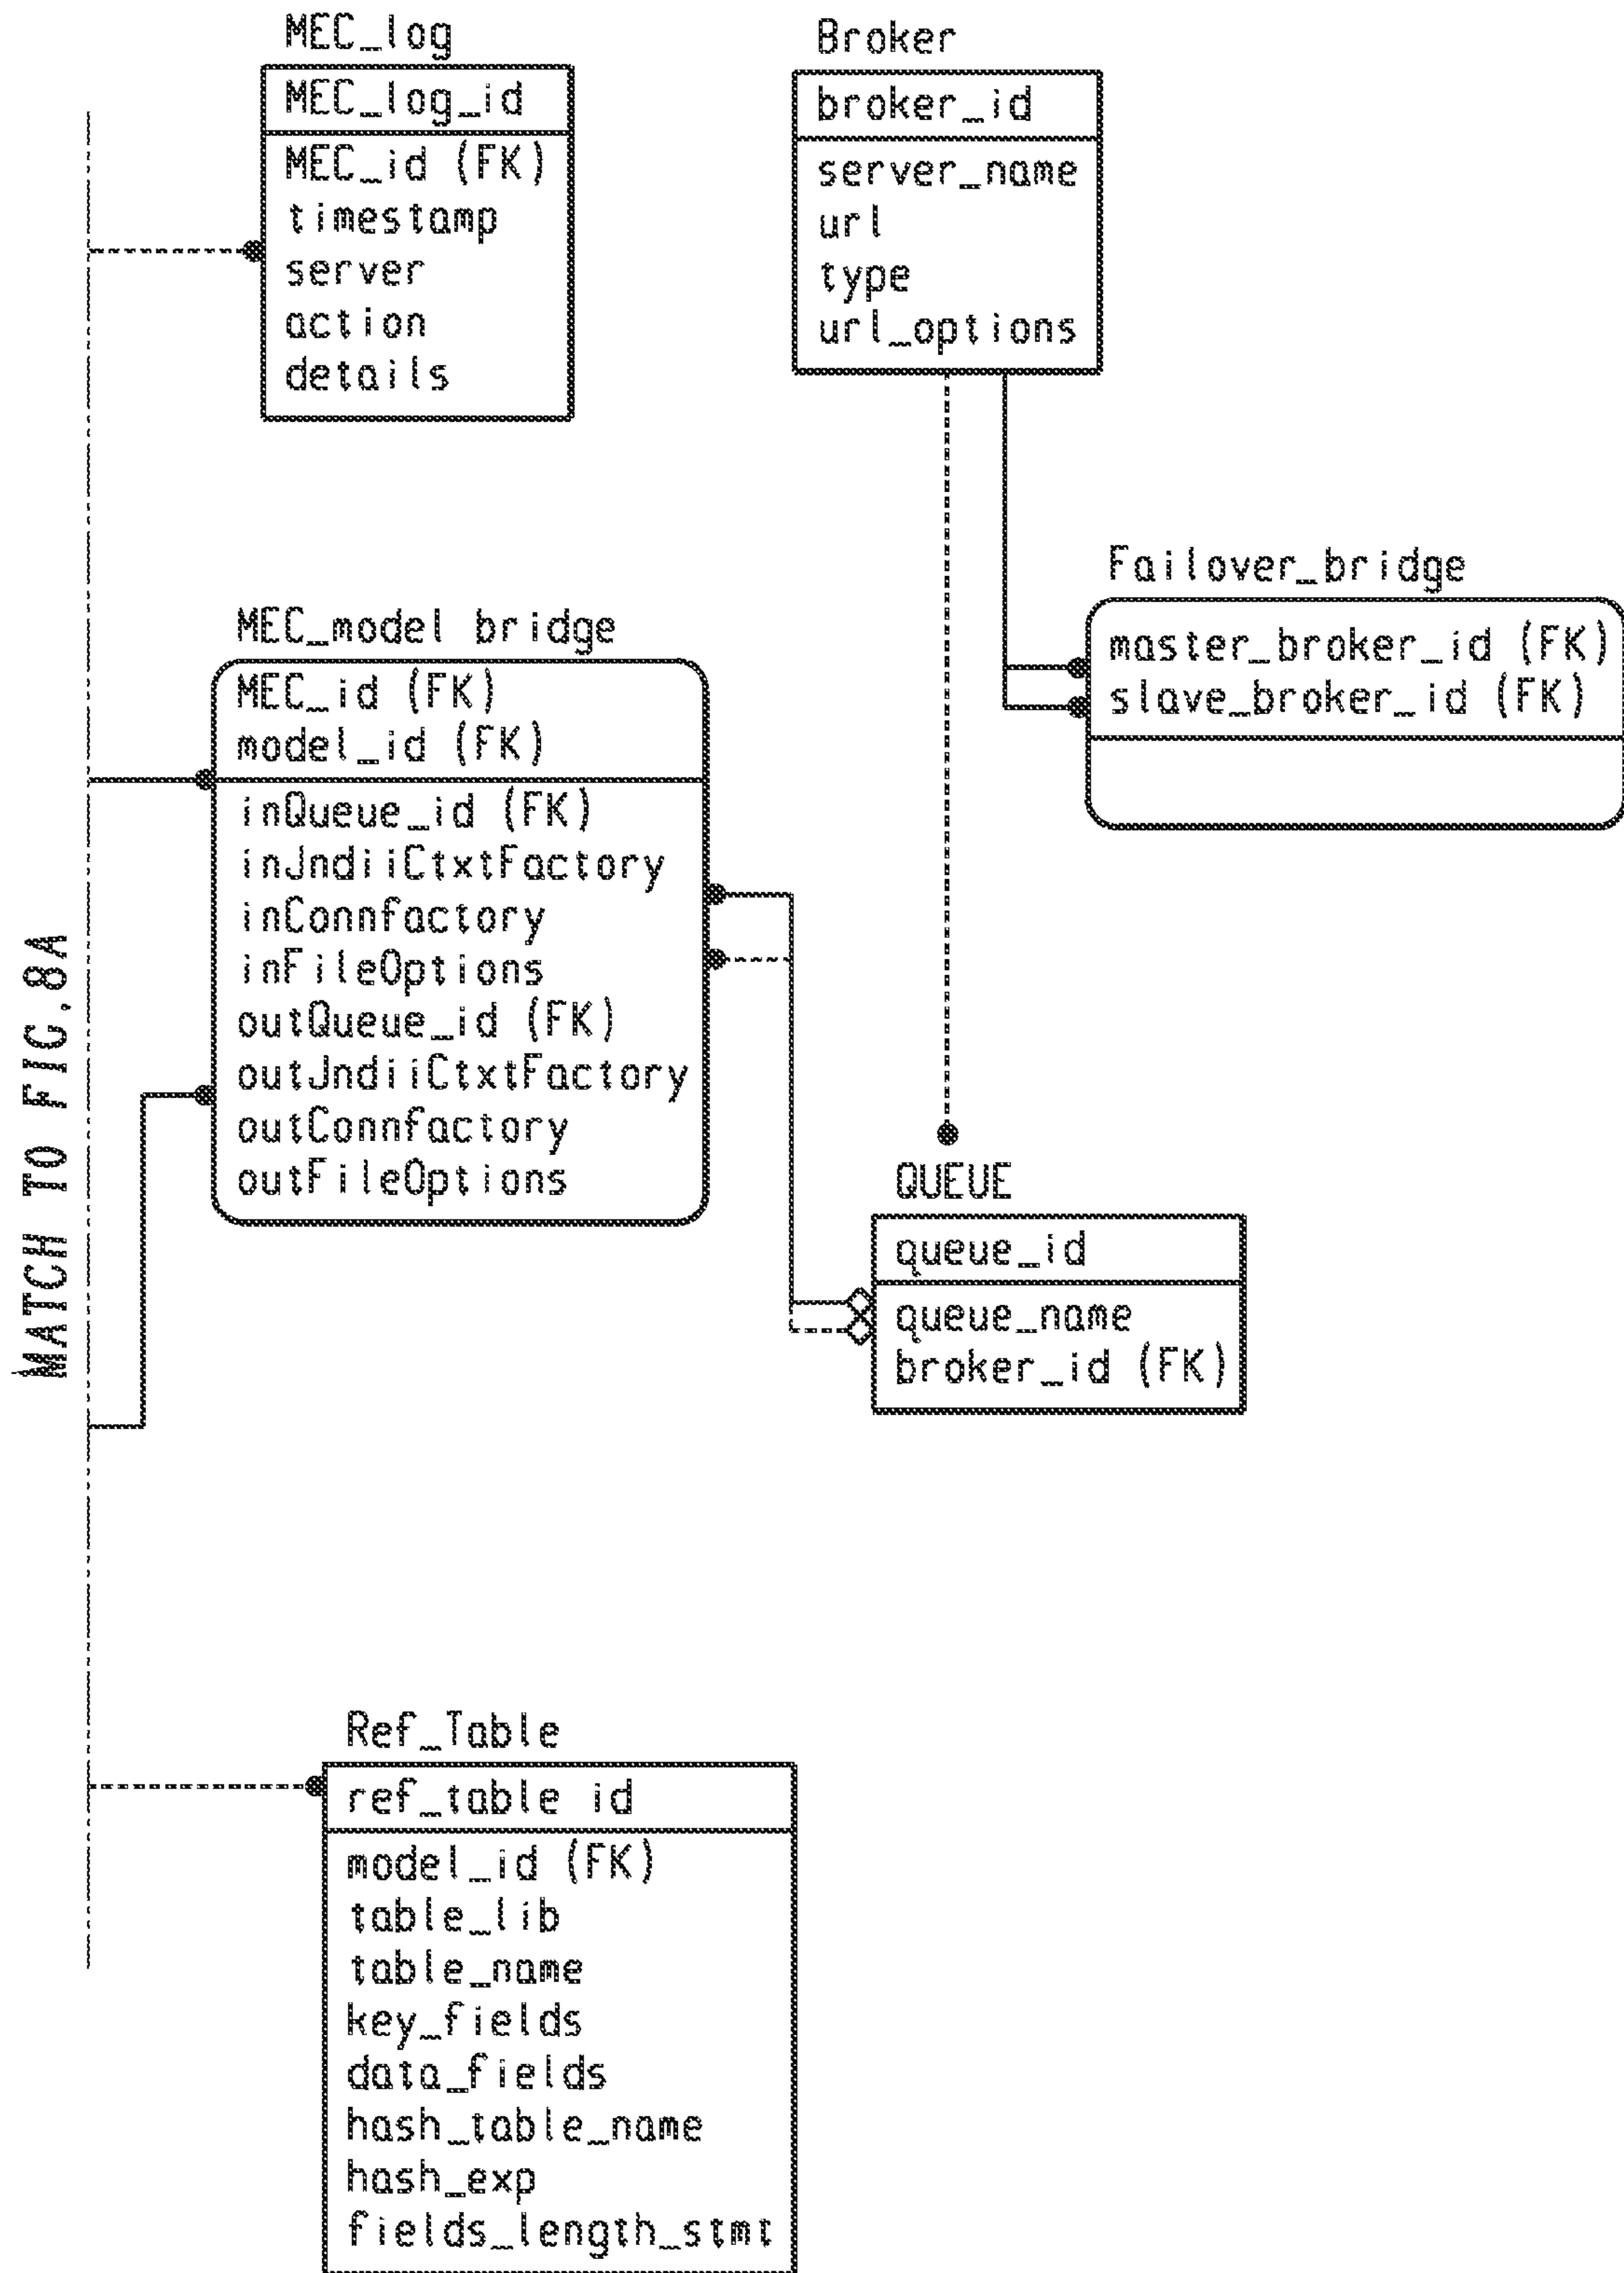 MEC_log
MEC_log_id
MEC_id (FK)
timestamp
server
action
details
Broker
broker_id
server_name
url
type
url_options
Failover_bridge
master_broker_id (FK)
slave_broker_id (FK)
MEC_model bridge
MEC_id (FK)
model_id (FK)
inQueue_id (FK)
inJndiiCtxtFactory
inConnfactory
inFileOptions
outQueue_id (FK)
outJndiiCtxtFactory
outConnfactory
outFileOptions
MATCH TO FIG.8A
QUEUE
queue_id
queue_name
broker_id (FK)
Ref_Table
ref_table id
model_id (FK)
table_lib
table_name
key_fields
data_fields
hash_table_name
hash_exp
fields_length_stmt